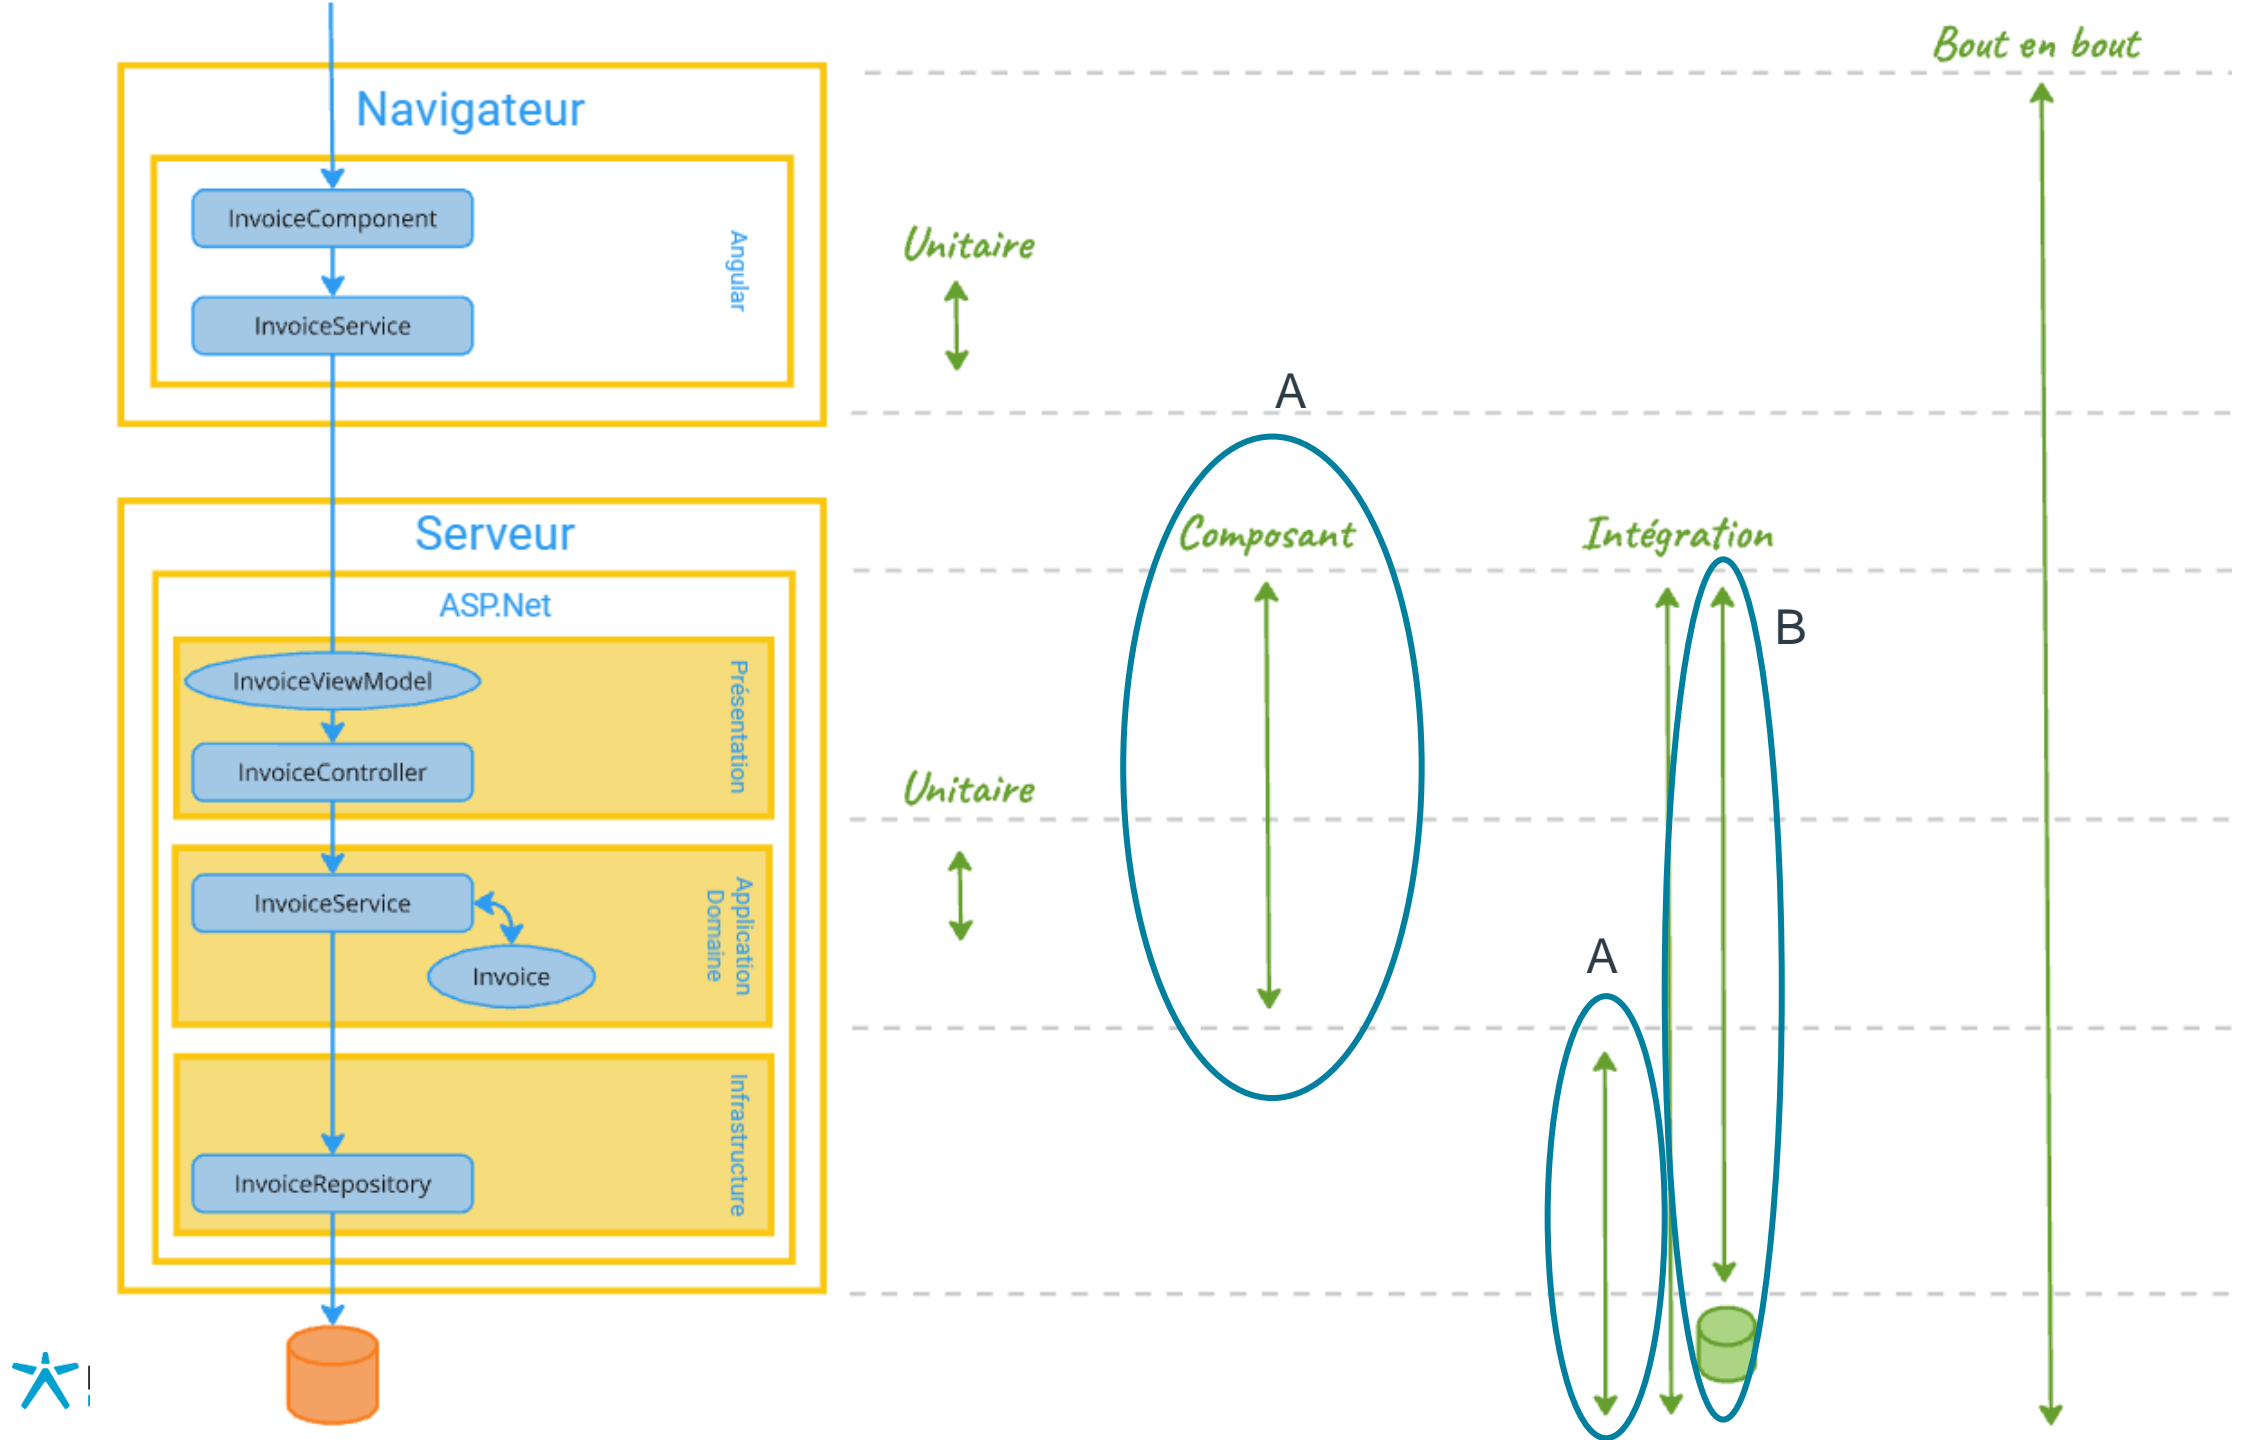 Bout en bout
Navigateur
InvoiceComponent
InvoiceService
Angular
Unitaire
A
Serveur
Composant
Intégration
ASP.Net
InvoiceViewModel
InvoiceController
Présentation
B
Unitaire
InvoiceService
Invoice
Application
Domaine
A
InvoiceRepository
Infrastructure